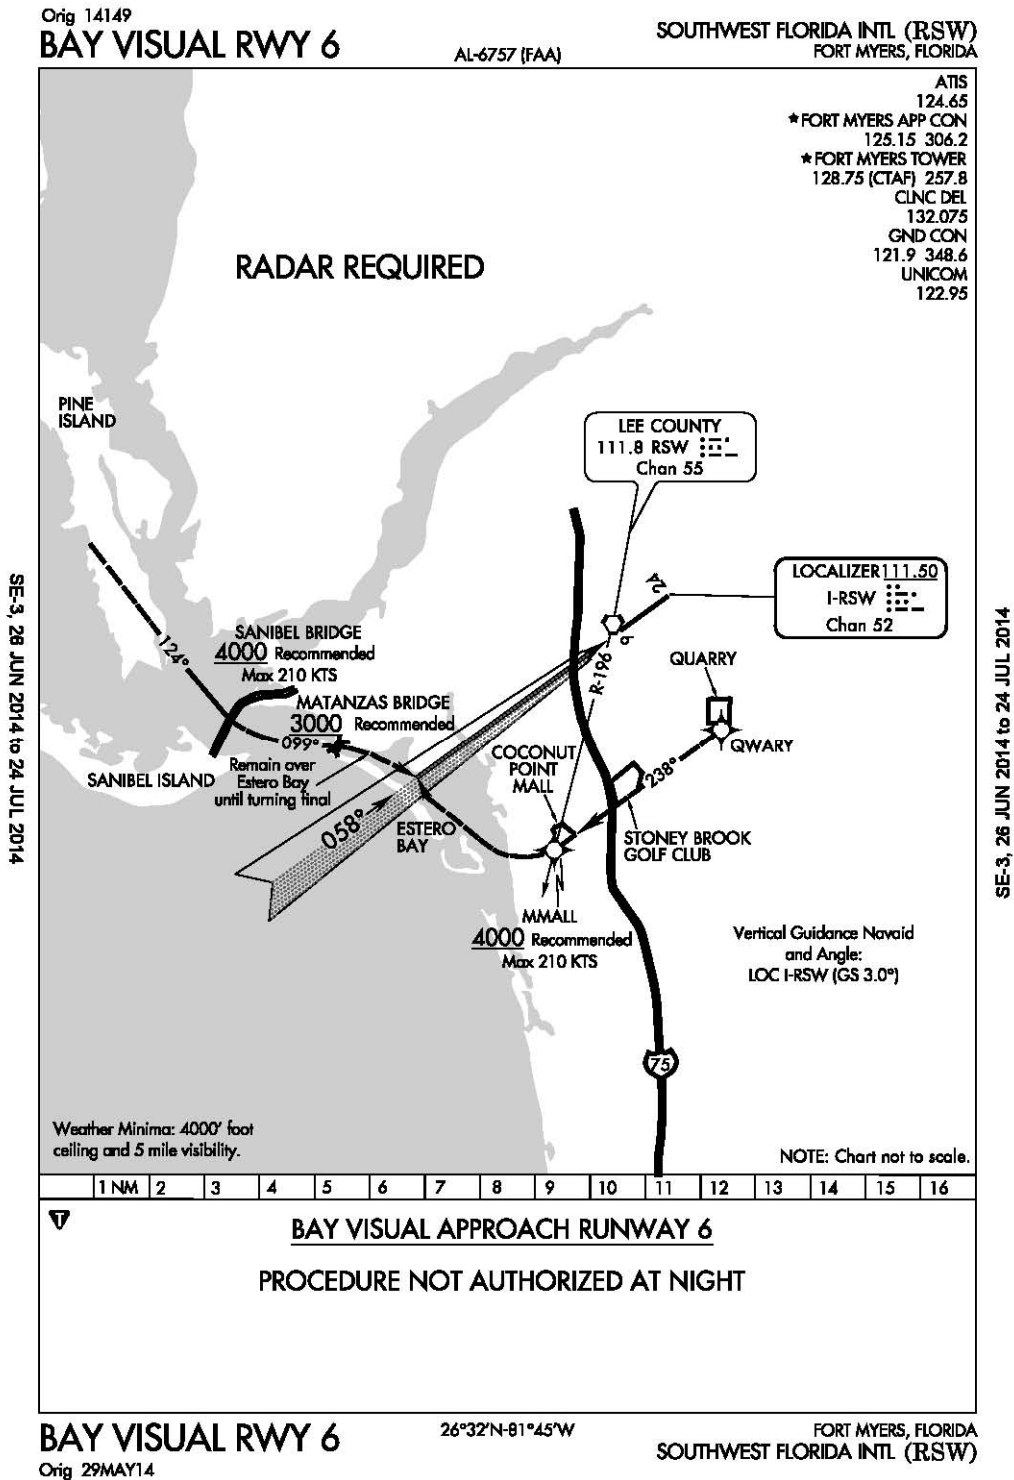 Orig 14149
BAY VISUAL RWY 6
AL-6757 (FAA)
SOUTHWEST FLORIDA INTL (RSW)
FORT MYERS, FLORIDA
ATIS
124.65
★FORT MYERS APP CON
125.15 306.2
★FORT MYERS TOWER
128.75 (CTAF) 257.8
CLNC DEL
132.075
GND CON
121.9 348.6
UNICOM
122.95
RADAR REQUIRED
PINE
ISLAND
LEE COUNTY
111.8 RSW
Chan 55
LOCALIZER 111.50
I-RSW
Chan 52
24
6
R-196
124°
SANIBEL BRIDGE
4000 Recommended
Max 210 KTS
MATANZAS BRIDGE
3000 Recommended
099°
Remain over
Estero Bay
until turning final
SANIBEL ISLAND
058°
ESTERO
BAY
QUARRY
QWARY
238°
COCONUT
POINT
MALL
STONEY BROOK
GOLF CLUB
MMALL
4000 Recommended
Max 210 KTS
Vertical Guidance Navaid
and Angle:
LOC I-RSW (GS 3.0°)
75
Weather Minima: 4000' foot
ceiling and 5 mile visibility.
NOTE: Chart not to scale.
1 NM 2 3 4 5 6 7 8 9 10 11 12 13 14 15 16
T
BAY VISUAL APPROACH RUNWAY 6
PROCEDURE NOT AUTHORIZED AT NIGHT
SE-3, 26 JUN 2014 to 24 JUL 2014
SE-3, 26 JUN 2014 to 24 JUL 2014
BAY VISUAL RWY 6
Orig 29MAY14
26°32'N-81°45'W
FORT MYERS, FLORIDA
SOUTHWEST FLORIDA INTL (RSW)